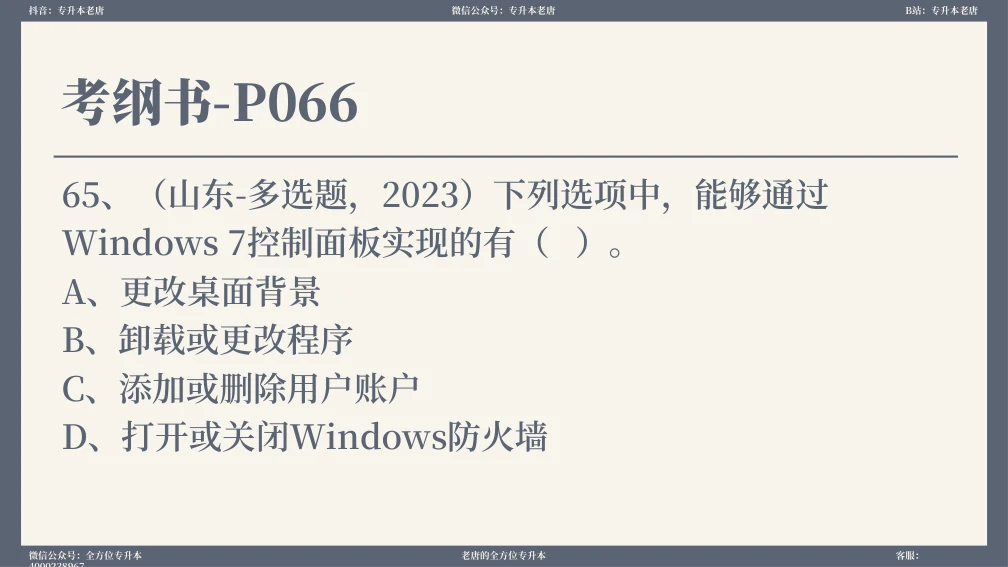 抖音：专升本老唐
微信公众号：专升本老唐
B站：专升本老唐
考纲书-P066
65、（山东-多选题，2023）下列选项中，能够通过
Windows 7控制面板实现的有（  ）。
A、更改桌面背景
B、卸载或更改程序
C、添加或删除用户账户
D、打开或关闭Windows防火墙
微信公众号：全方位专升本
老唐的全方位专升本
客服：
4000228967